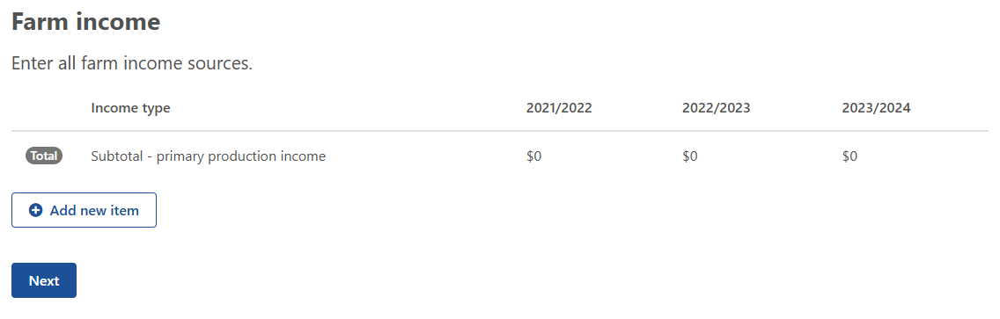 Farm income
Enter all farm income sources.
Income type 2021/2022 2022/2023 2023/2024
Total Subtotal - primary production income $0 $0 $0
Add new item
Next